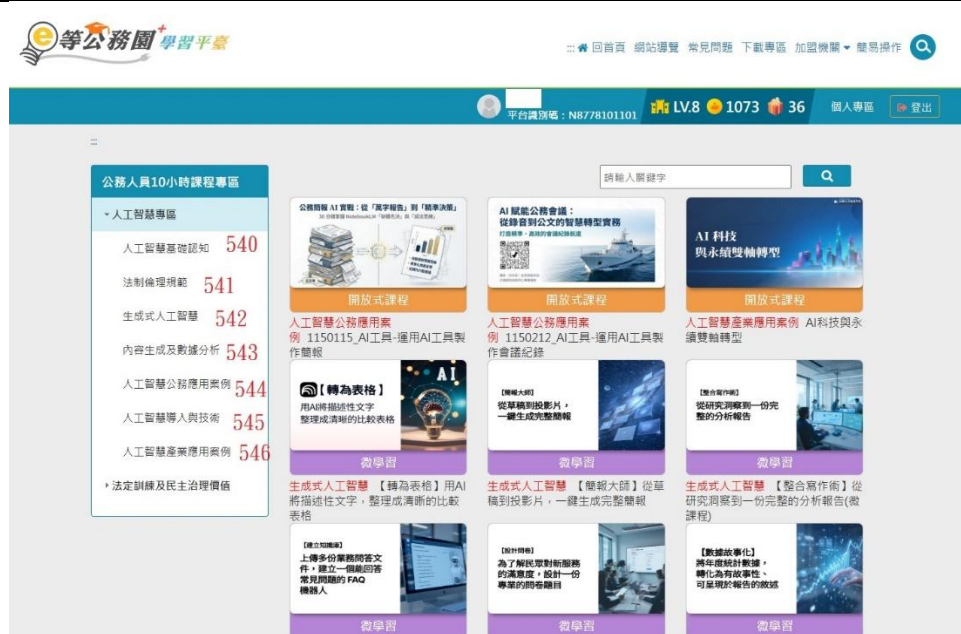 e等公務園+學習平臺
::: 回首頁 網站導覽 常見問題 下載專區 加盟機關 簡易操作
平台識別碼：N8778101101
LV.8 1073 36 個人專區 登出
:::
公務人員10小時課程專區
人工智慧專區
人工智慧基礎認知 540
法制倫理規範 541
生成式人工智慧 542
內容生成及數據分析 543
人工智慧公務應用案例 544
人工智慧導入與技術 545
人工智慧產業應用案例 546
法定訓練及民主治理價值
請輸入關鍵字
公務簡報 AI 實戰：從「萬字報告」到「精準決策」
開放式課程
人工智慧公務應用案
例 1150115_AI工具-運用AI工具製
作簡報
AI 賦能公務會議：
從錄音到公文的智慧轉型實務
打造精準、高效的會議紀錄新流
開放式課程
人工智慧公務應用案
例 1150212_AI工具-運用AI工具製
作會議紀錄
AI 科技
與永續雙軸轉型
開放式課程
人工智慧產業應用案例 AI科技與永
續雙軸轉型
【轉為表格】
用AI將描述性文字
整理成清晰的比較表格
AI
微學習
生成式人工智慧 【轉為表格】用AI
將描述性文字，整理成清晰的比較
表格
【簡報大師】
從草稿到投影片，
一鍵生成完整簡報
微學習
生成式人工智慧 【簡報大師】從草
稿到投影片，一鍵生成完整簡報
【整合寫作術】
從研究洞察到一份完
整的分析報告
微學習
生成式人工智慧 【整合寫作術】從
研究洞察到一份完整的分析報告(微
課程)
【建立知識庫】
上傳多份業務問答文
件，建立一個能回答
常見問題的 FAQ
機器人
微學習
【設計問卷】
為了解民眾對新服務
的滿意度，設計一份
專業的問卷題目
微學習
【數據故事化】
將年度統計數據，
轉化為有故事性、
可呈現於報告的敘述
微學習